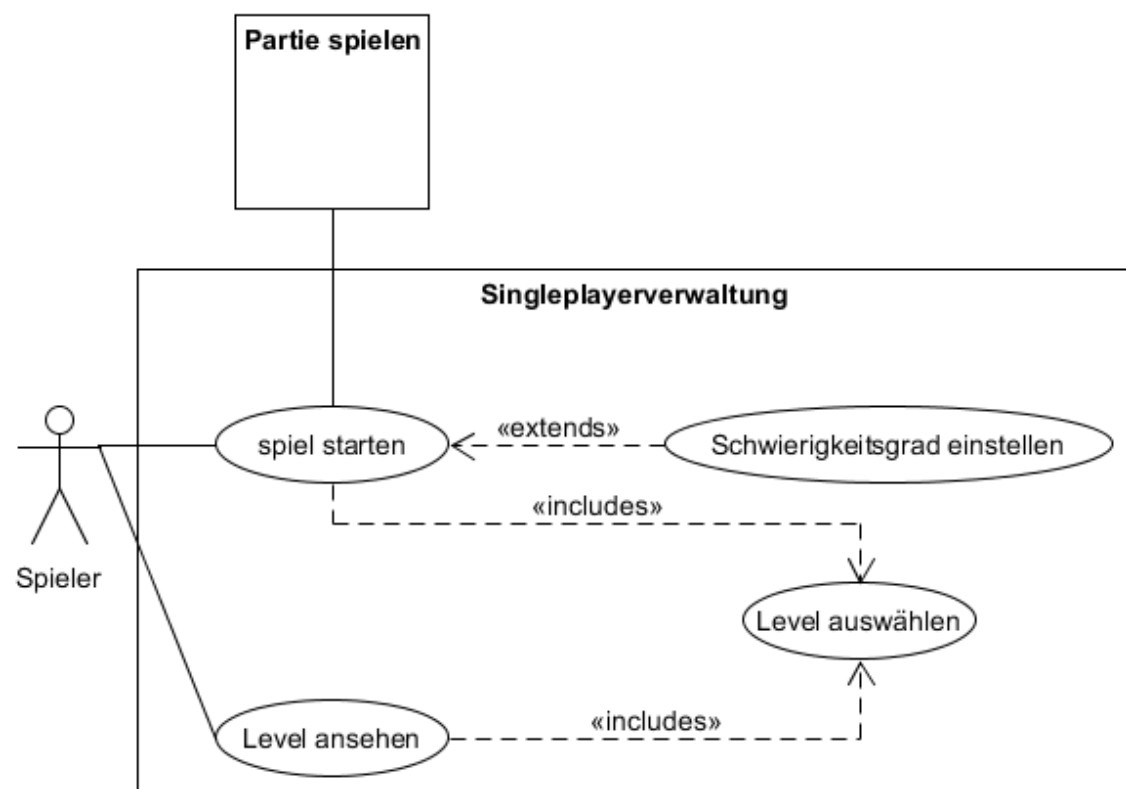 Partie spielen
Singleplayerverwaltung
spiel starten
«extends»
Schwierigkeitsgrad einstellen
«includes»
Spieler
Level auswählen
Level ansehen
«includes»